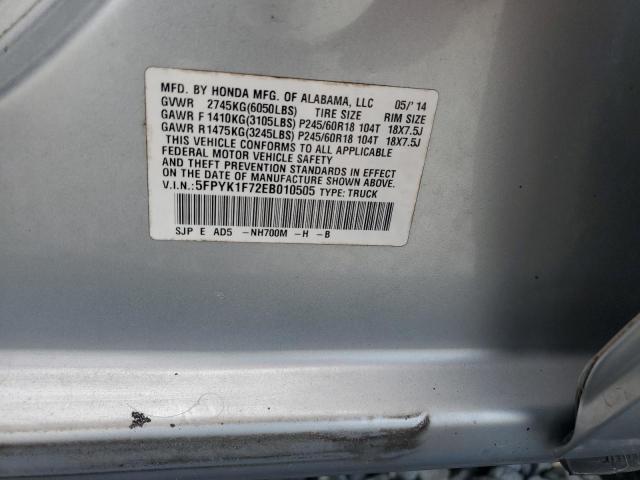 MFD. BY HONDA MFG. OF ALABAMA, LLC 05/'14
GVWR 2745KG(6050LBS) TIRE SIZE RIM SIZE
GAWR F 1410KG(3105LBS) P245/60R18 104T 18X7.5J
GAWR R1475KG(3245LBS) P245/60R18 104T 18X7.5J
THIS VEHICLE CONFORMS TO ALL APPLICABLE
FEDERAL MOTOR VEHICLE SAFETY
AND THEFT PREVENTION STANDARDS IN EFFECT
ON THE DATE OF MANUFACTURE SHOWN ABOVE.
V.I.N.:5FPYK1F72EB010505 TYPE: TRUCK
SJP E AD5 -NH700M -H -B